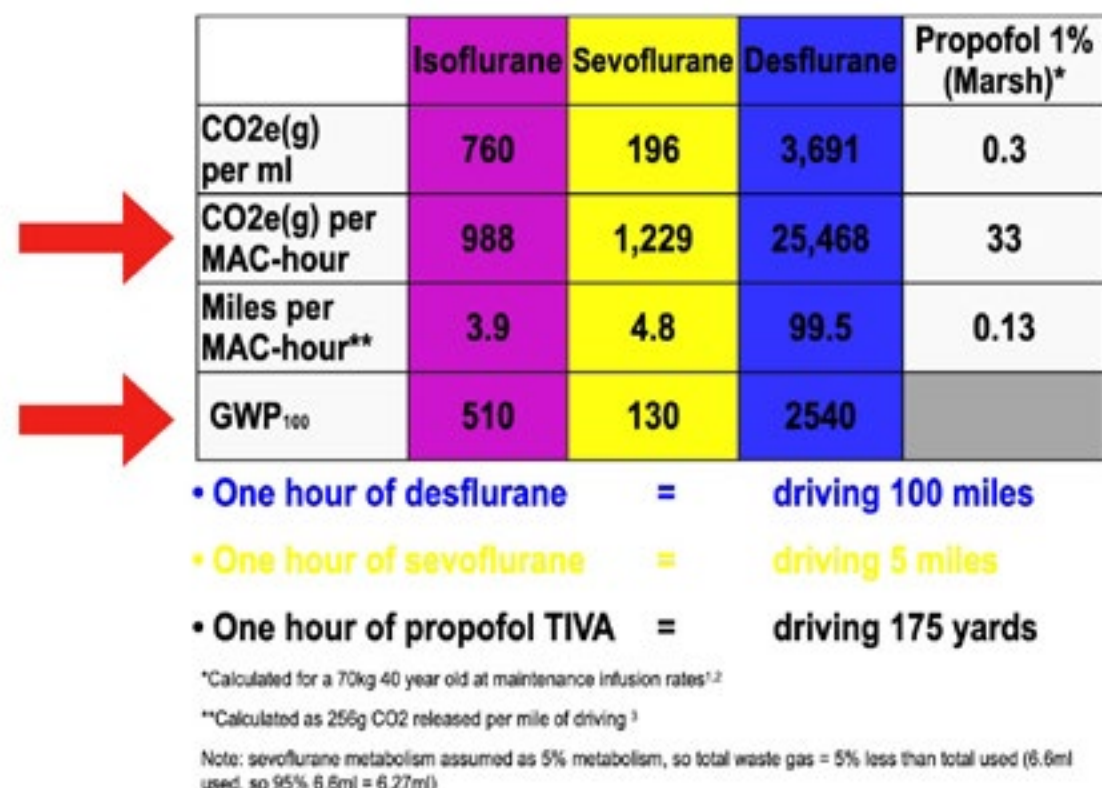 Isoflurane Sevoflurane Desflurane Propofol 1% (Marsh)*
CO2e(g) per ml 760 196 3,691 0.3
CO2e(g) per MAC-hour 988 1,229 25,468 33
Miles per MAC-hour** 3.9 4.8 99.5 0.13
GWP100 510 130 2540
• One hour of desflurane = driving 100 miles
• One hour of sevoflurane = driving 5 miles
• One hour of propofol TIVA = driving 175 yards
*Calculated for a 70kg 40 year old at maintenance infusion rates1,2
**Calculated as 256g CO2 released per mile of driving 3
Note: sevoflurane metabolism assumed as 5% metabolism, so total waste gas = 5% less than total used (6.6ml
used, so 95% 6.6ml = 6.27ml)